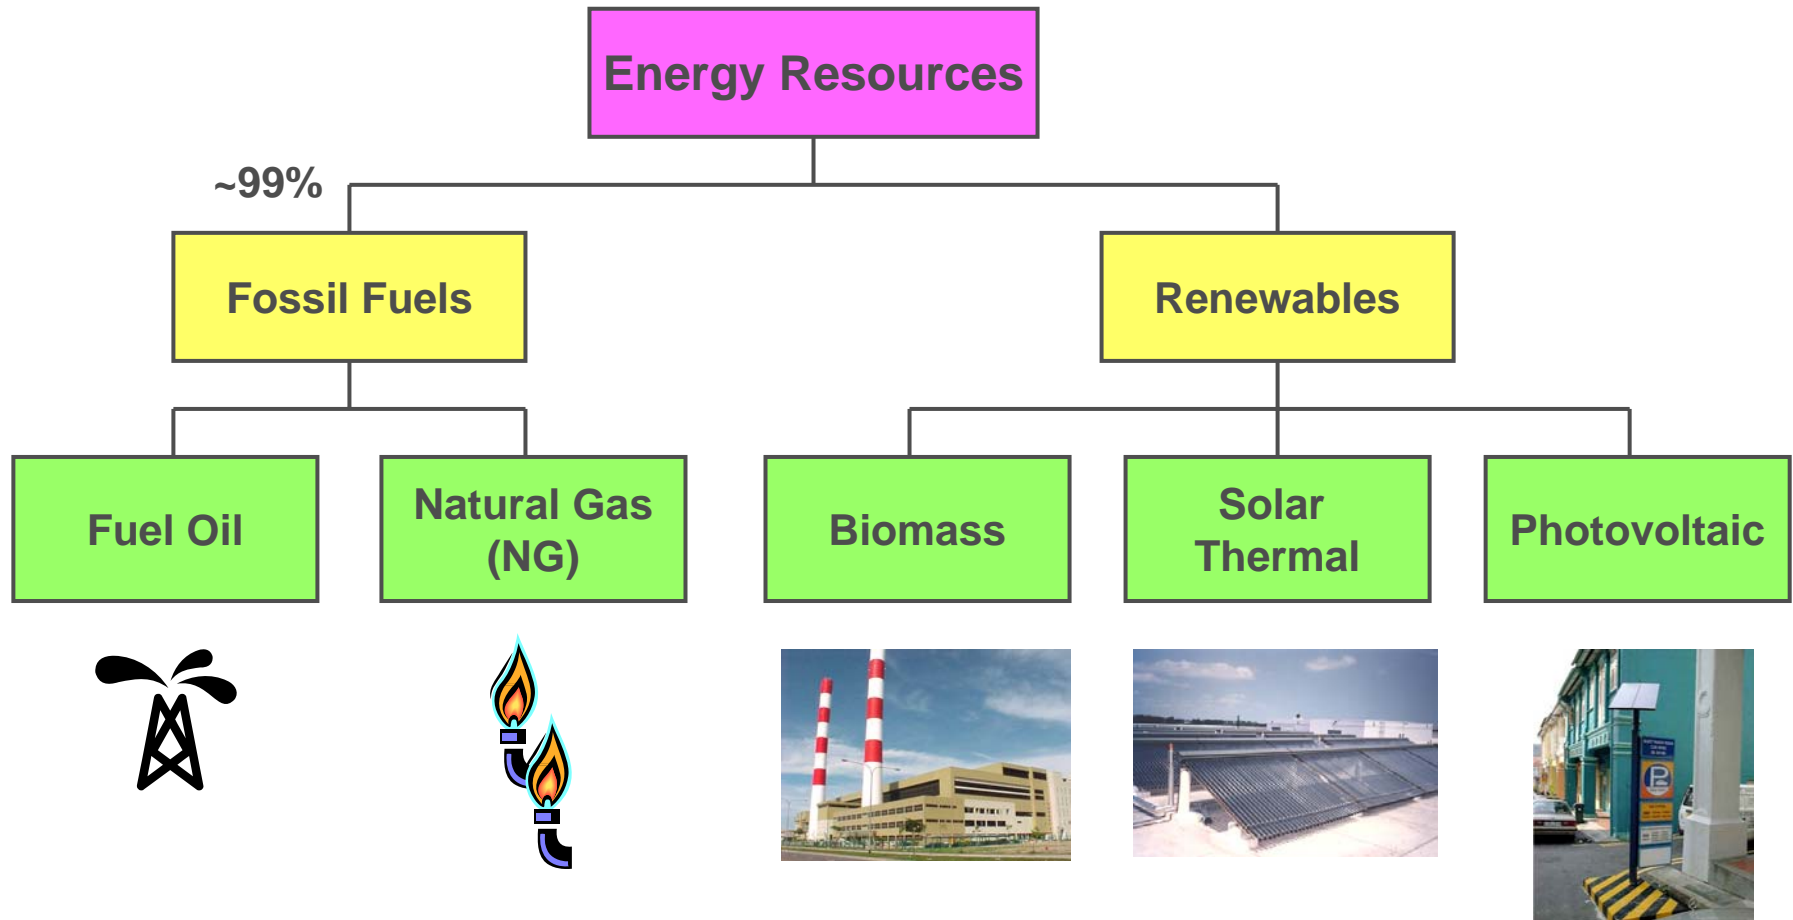 Energy Resources
~99%
Fossil Fuels
Renewables
Fuel Oil
Natural Gas
(NG)
Biomass
Solar
Thermal
Photovoltaic
P